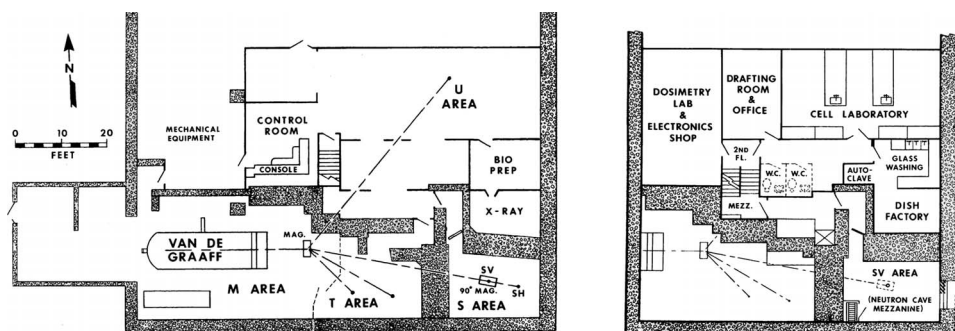 N
0 10 20
FEET
MECHANICAL
EQUIPMENT
CONTROL
ROOM
CONSOLE
U
AREA
BIO
PREP
X-RAY
MAG.
VAN DE
GRAAFF
M AREA
T AREA
SV
90° MAG.
SH
S AREA
DOSIMETRY
LAB
&
ELECTRONICS
SHOP
DRAFTING
ROOM
&
OFFICE
CELL LABORATORY
2ND
FL.
W.C.
W.C.
GLASS
WASHING
AUTO-
CLAVE
MEZZ.
DISH
FACTORY
SV AREA
(NEUTRON CAVE
MEZZANINE)